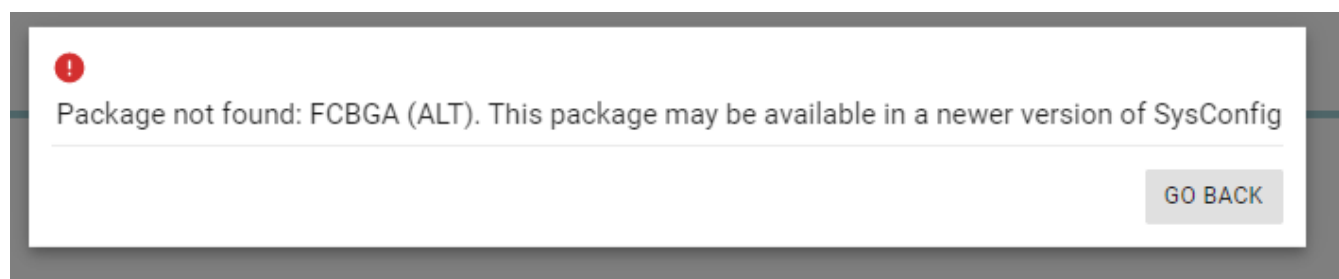 Package not found: FCBGA (ALT). This package may be available in a newer version of SysConfig
GO BACK